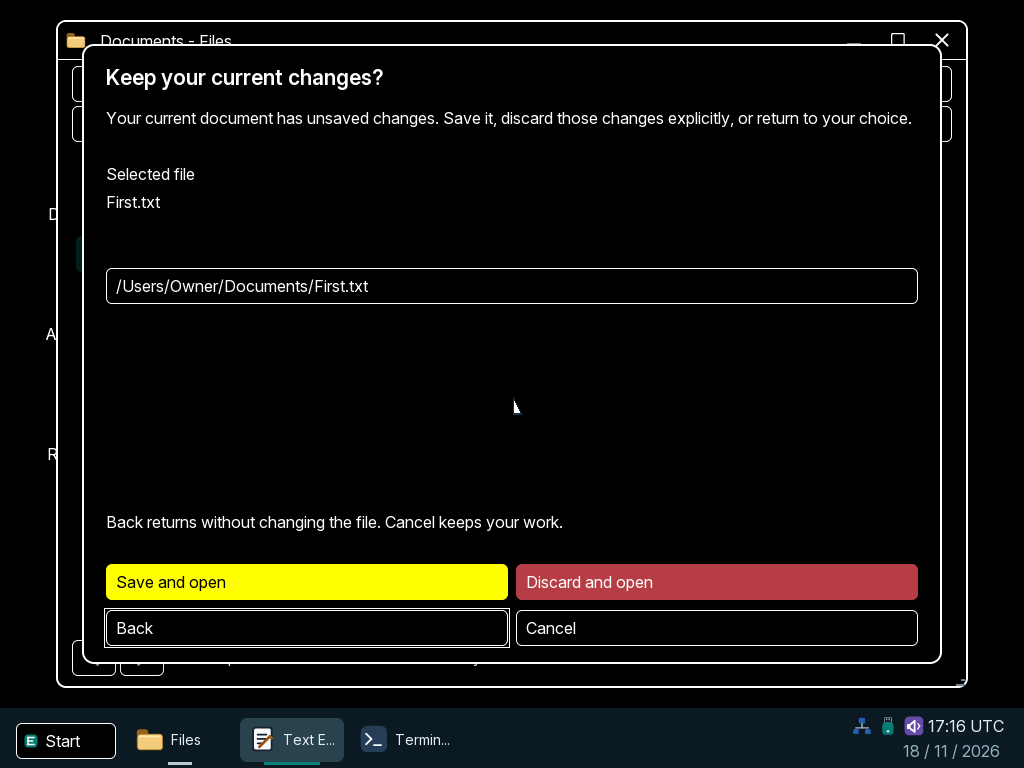 Documents - Files
Keep your current changes?
Your current document has unsaved changes. Save it, discard those changes explicitly, or return to your choice.
Selected file
First.txt
/Users/Owner/Documents/First.txt
Back returns without changing the file. Cancel keeps your work.
Save and open
Discard and open
Back
Cancel
Start
Files
Text E...
Termin...
17:16 UTC
18 / 11 / 2026